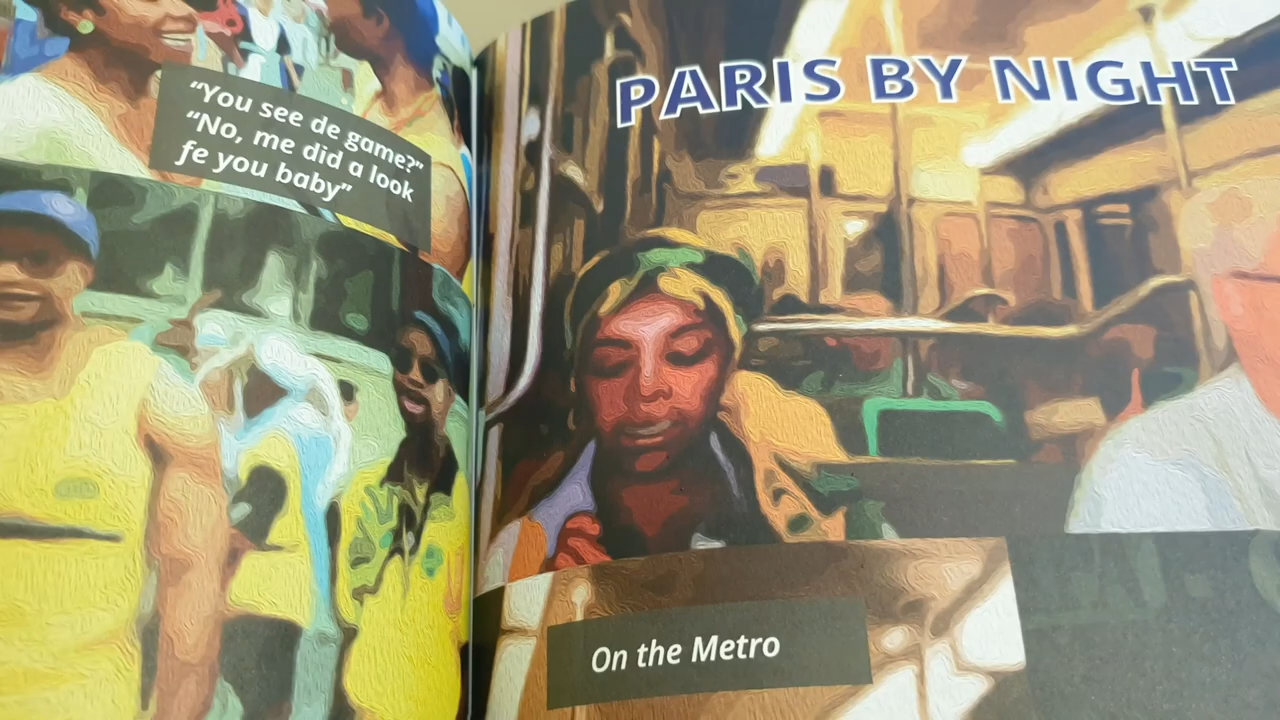 "You see de game?"
"No, me did a look
fe you baby"
PARIS BY NIGHT
On the Metro